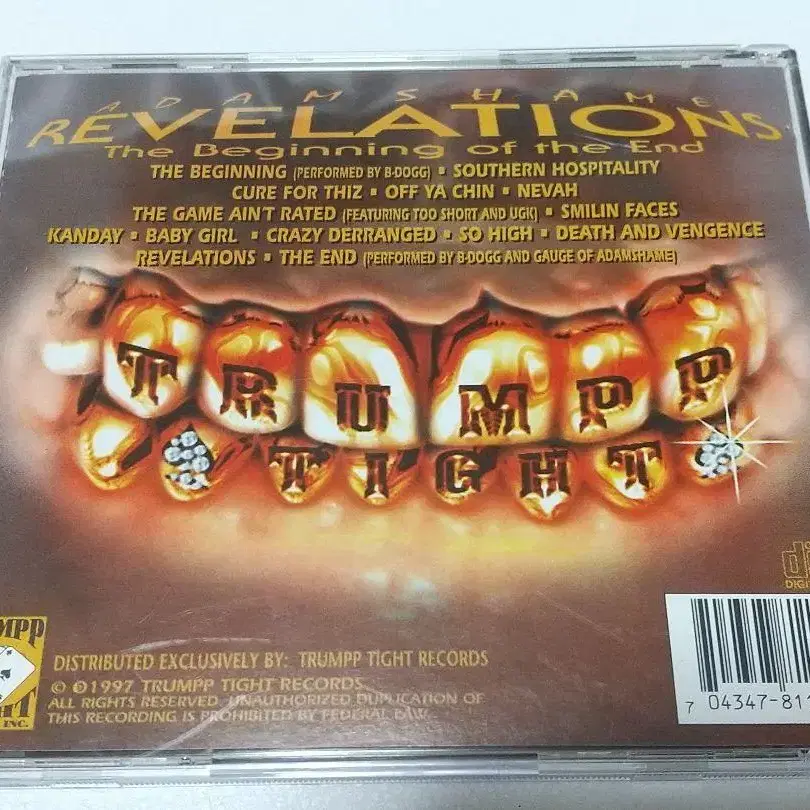 ADAMSHAME
REVELATIONS
The Beginning of the End
THE BEGINNING (PERFORMED BY B-DOGG) ▪ SOUTHERN HOSPITALITY
CURE FOR THIZ ▪ OFF YA CHIN ▪ NEVAH
THE GAME AIN'T RATED (FEATURING TOO SHORT AND UGK) ▪ SMILIN FACES
KANDAY ▪ BABY GIRL ▪ CRAZY DERRANGED ▪ SO HIGH ▪ DEATH AND VENGENCE
REVELATIONS ▪ THE END (PERFORMED BY B-DOGG AND GAUGE OF ADAMSHAME)
TRUMPP
TIGHT
DISTRIBUTED EXCLUSIVELY BY: TRUMPP TIGHT RECORDS
© ℗1997 TRUMPP TIGHT RECORDS
ALL RIGHTS RESERVED. UNAUTHORIZED DUPLICATION OF
THIS RECORDING IS PROHIBITED BY FEDERAL LAW.
INC.
7 04347-81